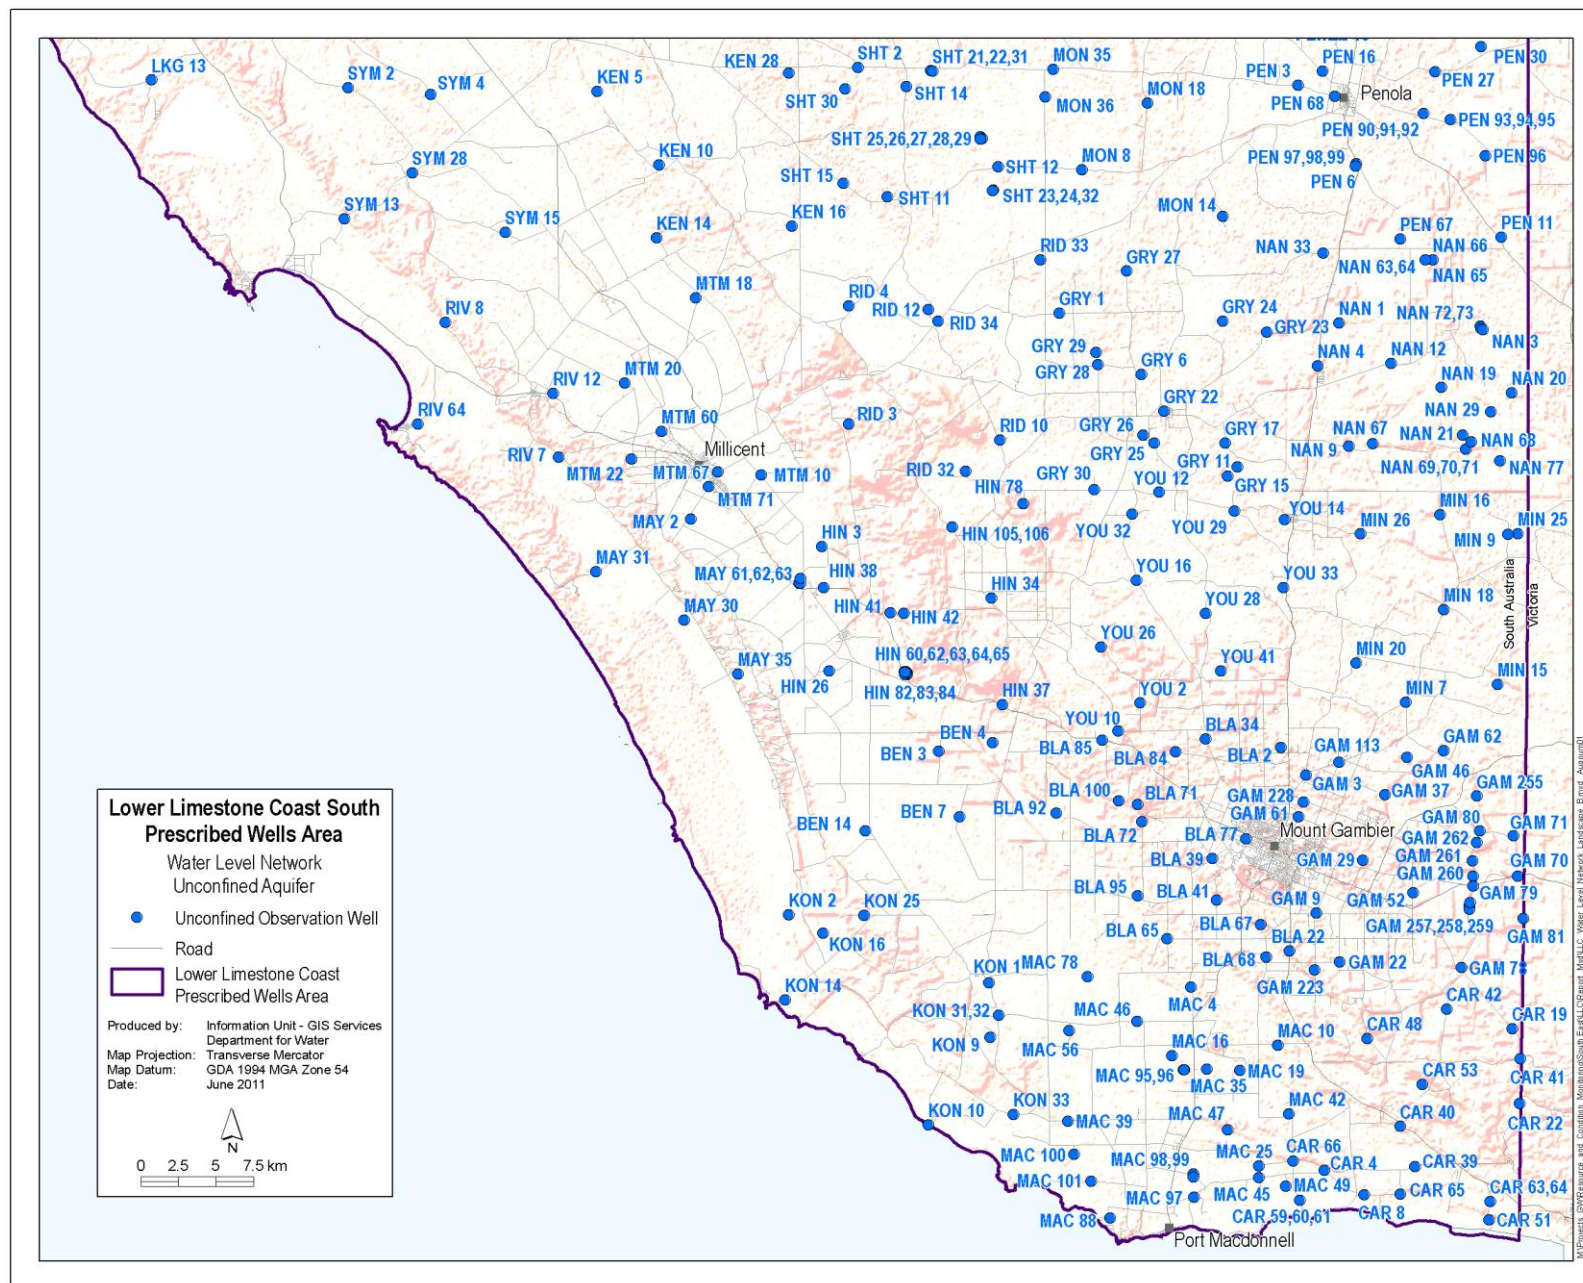 LKG 13
SYM 2
SYM 4
KEN 5
KEN 28
SHT 2
SHT 21,22,31
MON 35
PEN 3
PEN 16
PEN 30
PEN 27
SHT 30
SHT 14
MON 36
MON 18
PEN 68
Penola
PEN 90,91,92
PEN 93,94,95
SHT 25,26,27,28,29
SYM 28
KEN 10
SHT 12
MON 8
PEN 97,98,99
PEN 6
PEN 96
SHT 15
SHT 11
SHT 23,24,32
SYM 13
SYM 15
KEN 14
KEN 16
MON 14
PEN 67
PEN 11
NAN 33
NAN 66
NAN 63,64
NAN 65
RID 33
GRY 27
MTM 18
RIV 8
RID 4
RID 12
RID 34
GRY 1
GRY 24
GRY 23
NAN 1
NAN 72,73
NAN 3
GRY 29
GRY 28
GRY 6
NAN 4
NAN 12
NAN 19
NAN 20
RIV 12
MTM 20
GRY 22
NAN 29
RIV 64
MTM 60
RID 3
RID 10
GRY 26
GRY 25
GRY 17
NAN 67
NAN 9
NAN 21
NAN 68
Millicent
RIV 7
MTM 22
MTM 67
MTM 10
MTM 71
RID 32
GRY 11
GRY 15
NAN 69,70,71
NAN 77
HIN 78
GRY 30
YOU 12
MAY 2
YOU 32
YOU 29
YOU 14
MIN 16
MIN 26
MIN 25
MIN 9
HIN 3
HIN 105,106
MAY 31
MAY 61,62,63
HIN 38
YOU 16
YOU 33
HIN 34
MAY 30
HIN 41
HIN 42
YOU 28
MIN 18
South Australia
Victoria
YOU 26
MAY 35
HIN 26
HIN 60,62,63,64,65
HIN 82,83,84
YOU 41
MIN 20
MIN 15
HIN 37
YOU 2
MIN 7
YOU 10
BLA 34
BEN 4
BEN 3
BLA 85
BLA 84
BLA 2
GAM 113
GAM 62
GAM 46
GAM 3
GAM 37
GAM 255
BLA 100
BLA 71
GAM 228
BEN 7
BLA 92
GAM 61
BEN 14
BLA 72
BLA 77
Mount Gambier
GAM 80
GAM 71
GAM 262
BLA 39
GAM 29
GAM 261
GAM 70
GAM 260
BLA 95
BLA 41
GAM 9
GAM 52
GAM 79
KON 2
KON 25
KON 16
BLA 65
BLA 67
BLA 22
GAM 257,258,259
GAM 81
BLA 68
GAM 22
GAM 78
GAM 223
KON 1
MAC 78
KON 14
MAC 4
KON 31,32
MAC 46
CAR 42
CAR 19
KON 9
MAC 56
MAC 10
CAR 48
MAC 16
MAC 95,96
MAC 35
MAC 19
CAR 53
CAR 41
KON 10
KON 33
MAC 39
MAC 47
MAC 42
CAR 40
CAR 22
MAC 100
MAC 98,99
MAC 25
CAR 66
CAR 4
CAR 39
MAC 101
MAC 97
MAC 45
MAC 49
CAR 65
CAR 63,64
MAC 88
CAR 59,60,61
CAR 8
CAR 51
Port Macdonnell
Lower Limestone Coast South
Prescribed Wells Area
Water Level Network
Unconfined Aquifer
Unconfined Observation Well
Road
Lower Limestone Coast
Prescribed Wells Area
Produced by: Information Unit - GIS Services
Department for Water
Map Projection: Transverse Mercator
Map Datum: GDA 1994 MGA Zone 54
Date: June 2011
N
0 2.5 5 7.5 km